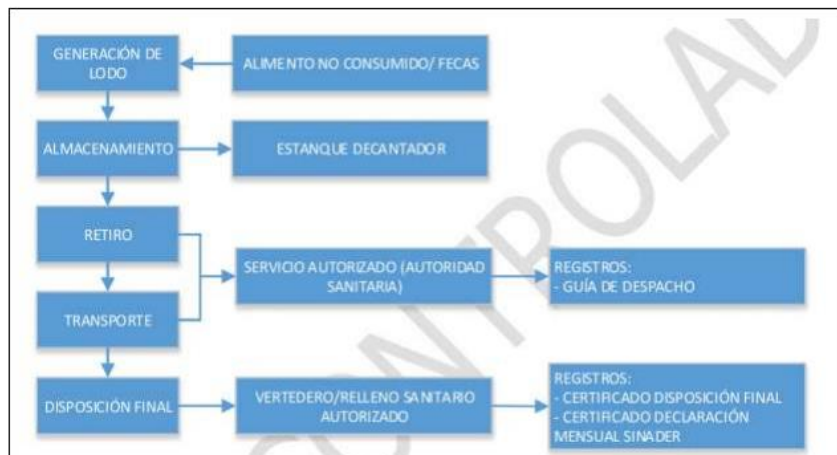 GENERACIÓN DE
LODO
ALIMENTO NO CONSUMIDO/ FECAS
ALMACENAMIENTO
ESTANQUE DECANTADOR
RETIRO
SERVICIO AUTORIZADO (AUTORIDAD
SANITARIA)
REGISTROS:
- GUÍA DE DESPACHO
TRANSPORTE
DISPOSICIÓN FINAL
VERTEDERO/RELLENO SANITARIO
AUTORIZADO
REGISTROS:
- CERTIFICADO DISPOSICIÓN FINAL
- CERTIFICADO DECLARACIÓN
MENSUAL SINADER